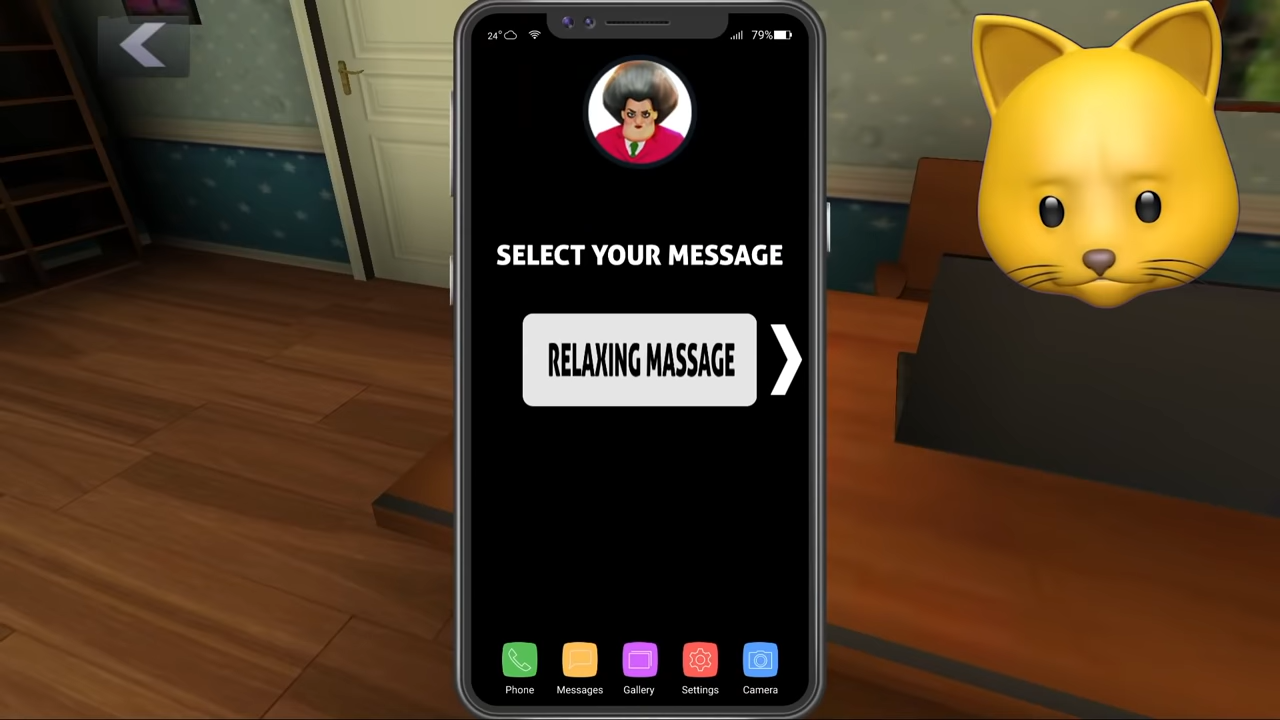 24°
79%
SELECT YOUR MESSAGE
RELAXING MASSAGE
Phone
Messages
Gallery
Settings
Camera